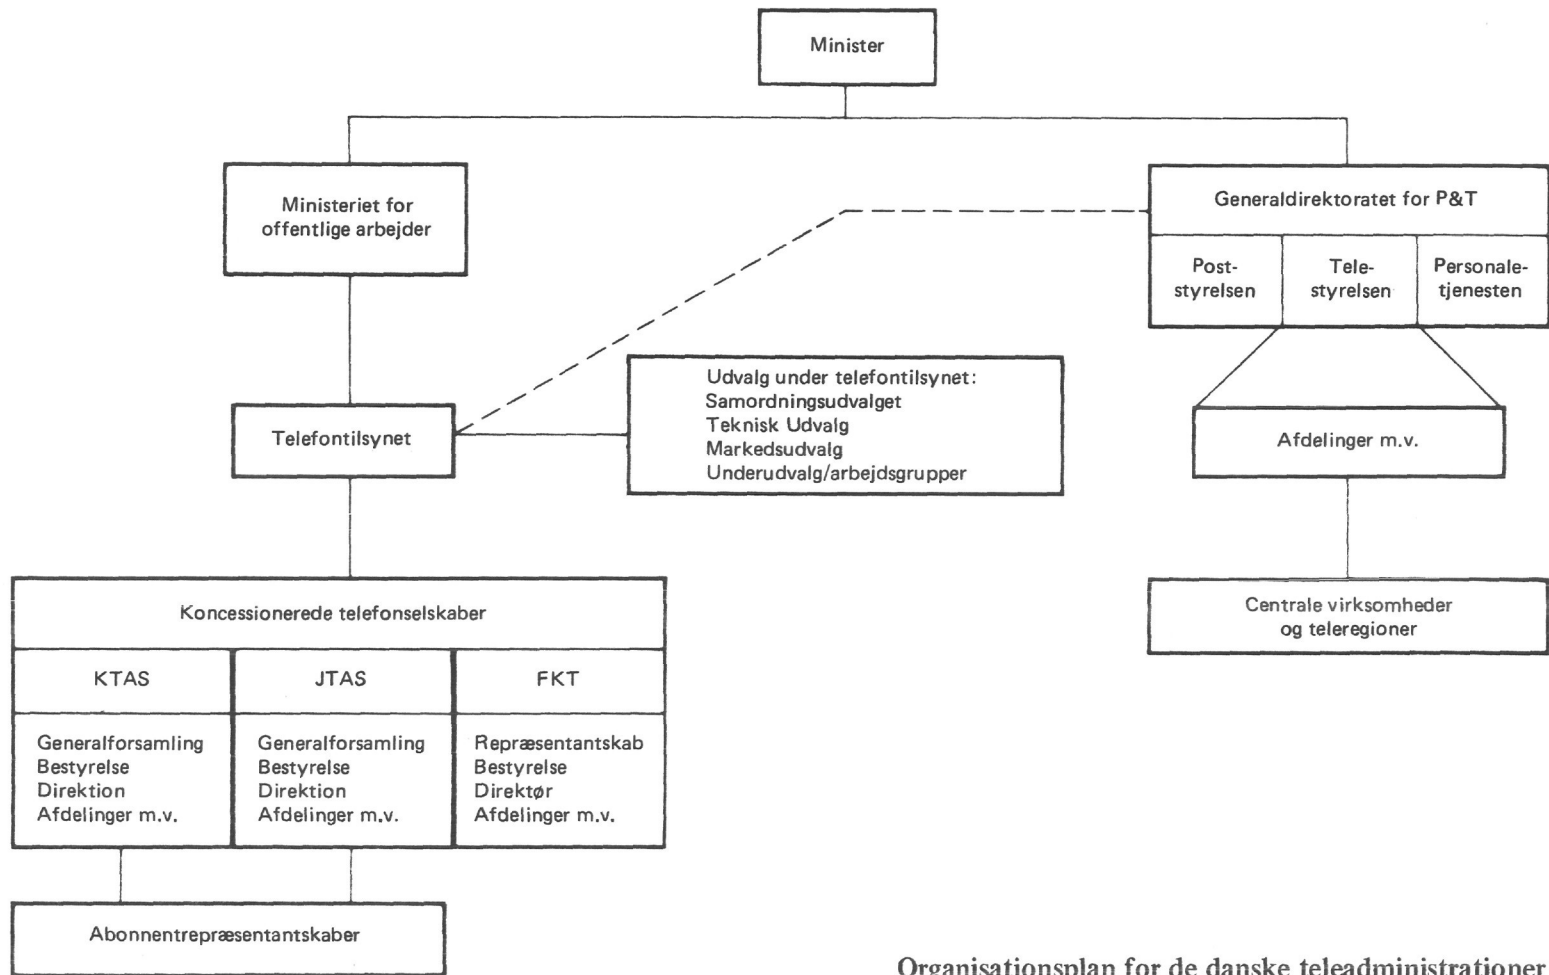 Minister
Ministeriet for
offentlige arbejder
Generaldirektoratet for P&T
Post-
styrelsen
Tele-
styrelsen
Personale-
tjenesten
Udvalg under telefontilsynet:
Samordningsudvalget
Teknisk Udvalg
Markedsudvalg
Underudvalg/arbejdsgrupper
Telefontilsynet
Afdelinger m.v.
Koncessionerede telefonselskaber
Centrale virksomheder
og teleregioner
KTAS
Generalforsamling
Bestyrelse
Direktion
Afdelinger m.v.
JTAS
Generalforsamling
Bestyrelse
Direktion
Afdelinger m.v.
FKT
Repræsentantskab
Bestyrelse
Direktør
Afdelinger m.v.
Abonnentrepræsentantskaber
Organisationsplan for de danske teleadministrationer